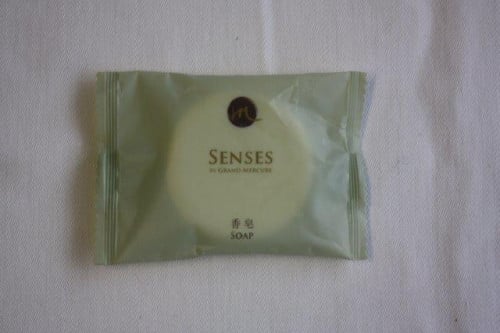 m
SENSES
BY GRAND MERCURE
香皂
SOAP